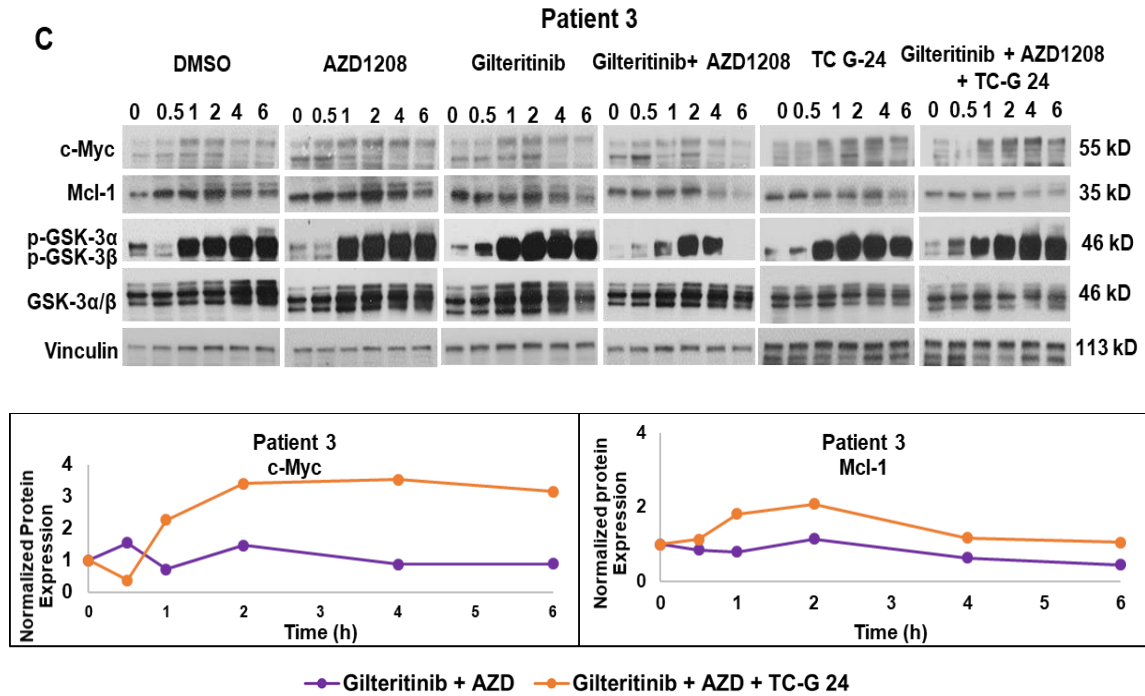 C
Patient 3
DMSO AZD1208 Gilteritinib Gilteritinib+ AZD1208 TC G-24 Gilteritinib + AZD1208
+ TC-G 24
0 0.5 1 2 4 6 0 0.5 1 2 4 6 0 0.5 1 2 4 6 0 0.5 1 2 4 6 0 0.5 1 2 4 6 0 0.5 1 2 4 6
c-Myc 55 kD
Mcl-1 35 kD
p-GSK-3α
p-GSK-3β 46 kD
GSK-3α/β 46 kD
Vinculin 113 kD
Patient 3
c-Myc
Normalized Protein
Expression
4
3
2
1
0
0 1 2 3 4 5 6
Time (h)
Patient 3
Mcl-1
Normalized protein
Expression
4
2
0
0 1 2 3 4 5 6
Time (h)
Gilteritinib + AZD Gilteritinib + AZD + TC-G 24